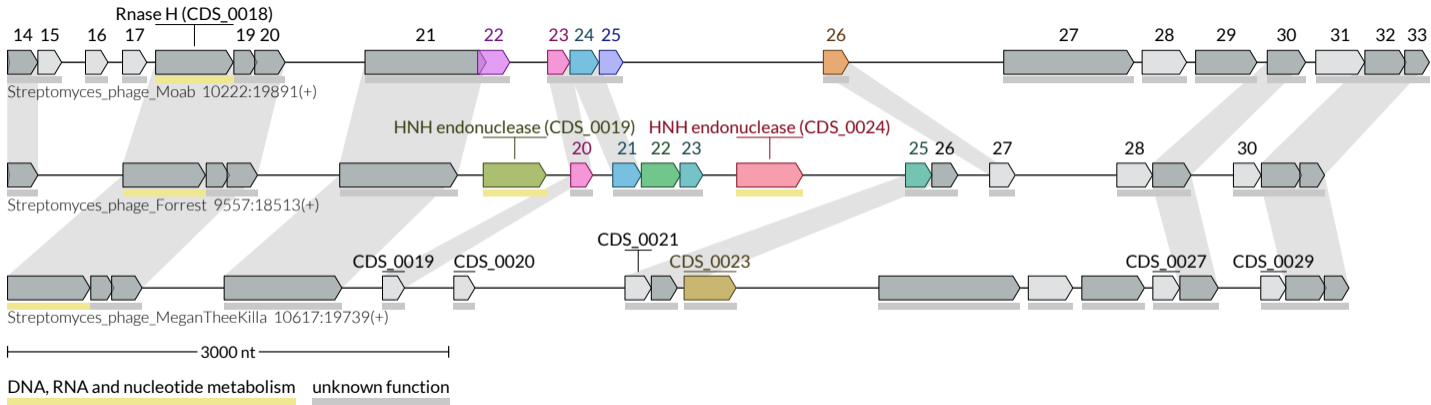 Rnase H (CDS_0018)
14 15 16 17 19 20 21 22 23 24 25 26 27 28 29 30 31 32 33
Streptomyces_phage_Moab 10222:19891(+)
HNH endonuclease (CDS_0019) HNH endonuclease (CDS_0024)
20 21 22 23 25 26 27 28 30
Streptomyces_phage_Forrest 9557:18513(+)
CDS_0021
CDS_0019 CDS_0020 CDS_0023 CDS_0027 CDS_0029
Streptomyces_phage_MeganTheeKilla 10617:19739(+)
3000 nt
DNA, RNA and nucleotide metabolism unknown function